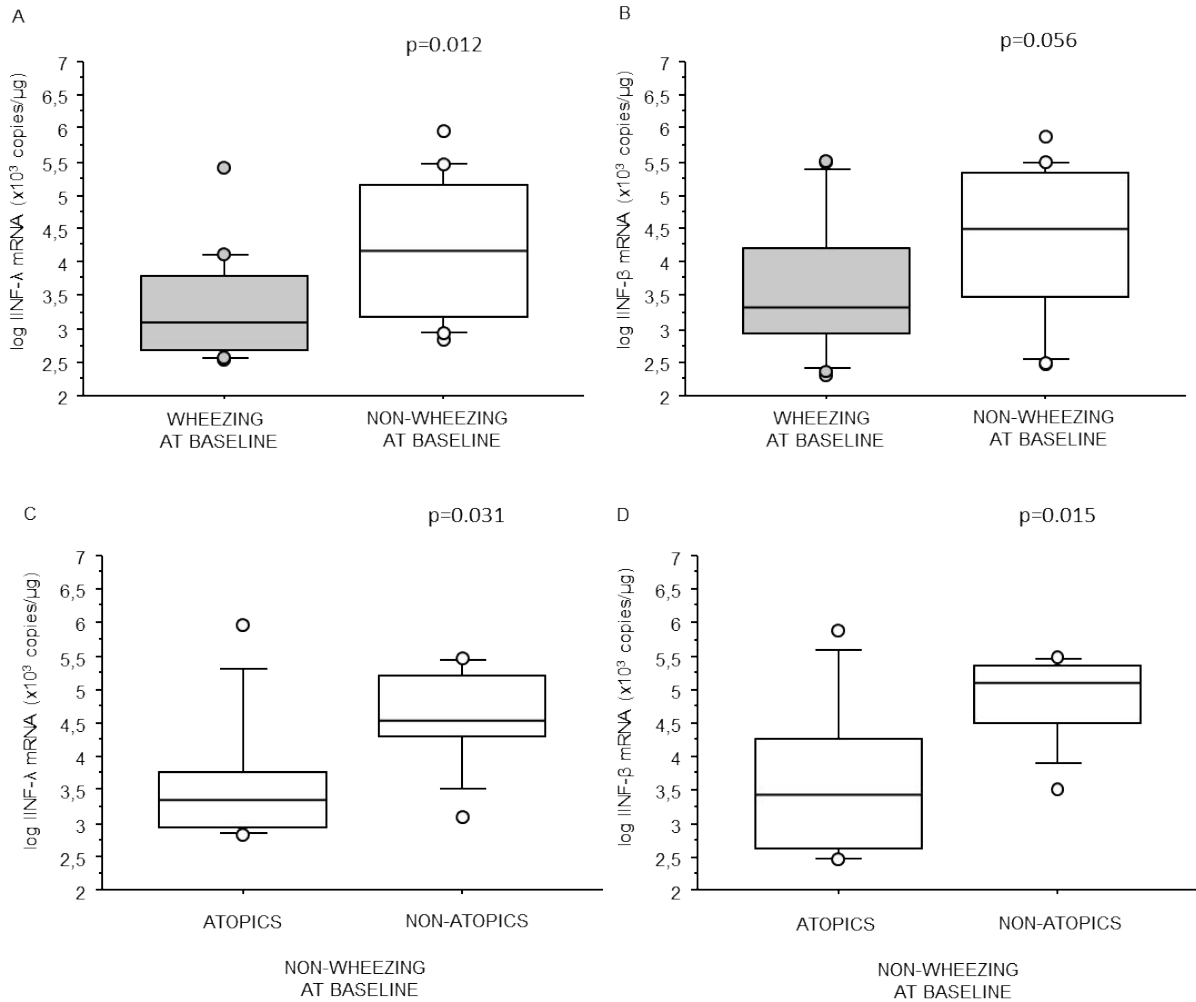 A
p=0.012
log IINF-λ mRNA (x10³ copies/µg)
7
6,5
6
5,5
5
4,5
4
3,5
3
2,5
2
WHEEZING
AT BASELINE
NON-WHEEZING
AT BASELINE
B
p=0.056
log IINF-β mRNA (x10³ copies/µg)
7
6,5
6
5,5
5
4,5
4
3,5
3
2,5
2
WHEEZING
AT BASELINE
NON-WHEEZING
AT BASELINE
C
p=0.031
log IINF-λ mRNA (x10³ copies/µg)
7
6,5
6
5,5
5
4,5
4
3,5
3
2,5
2
ATOPICS
NON-ATOPICS
NON-WHEEZING
AT BASELINE
D
p=0.015
log IINF-β mRNA (x10³ copies/µg)
7
6,5
6
5,5
5
4,5
4
3,5
3
2,5
2
ATOPICS
NON-ATOPICS
NON-WHEEZING
AT BASELINE